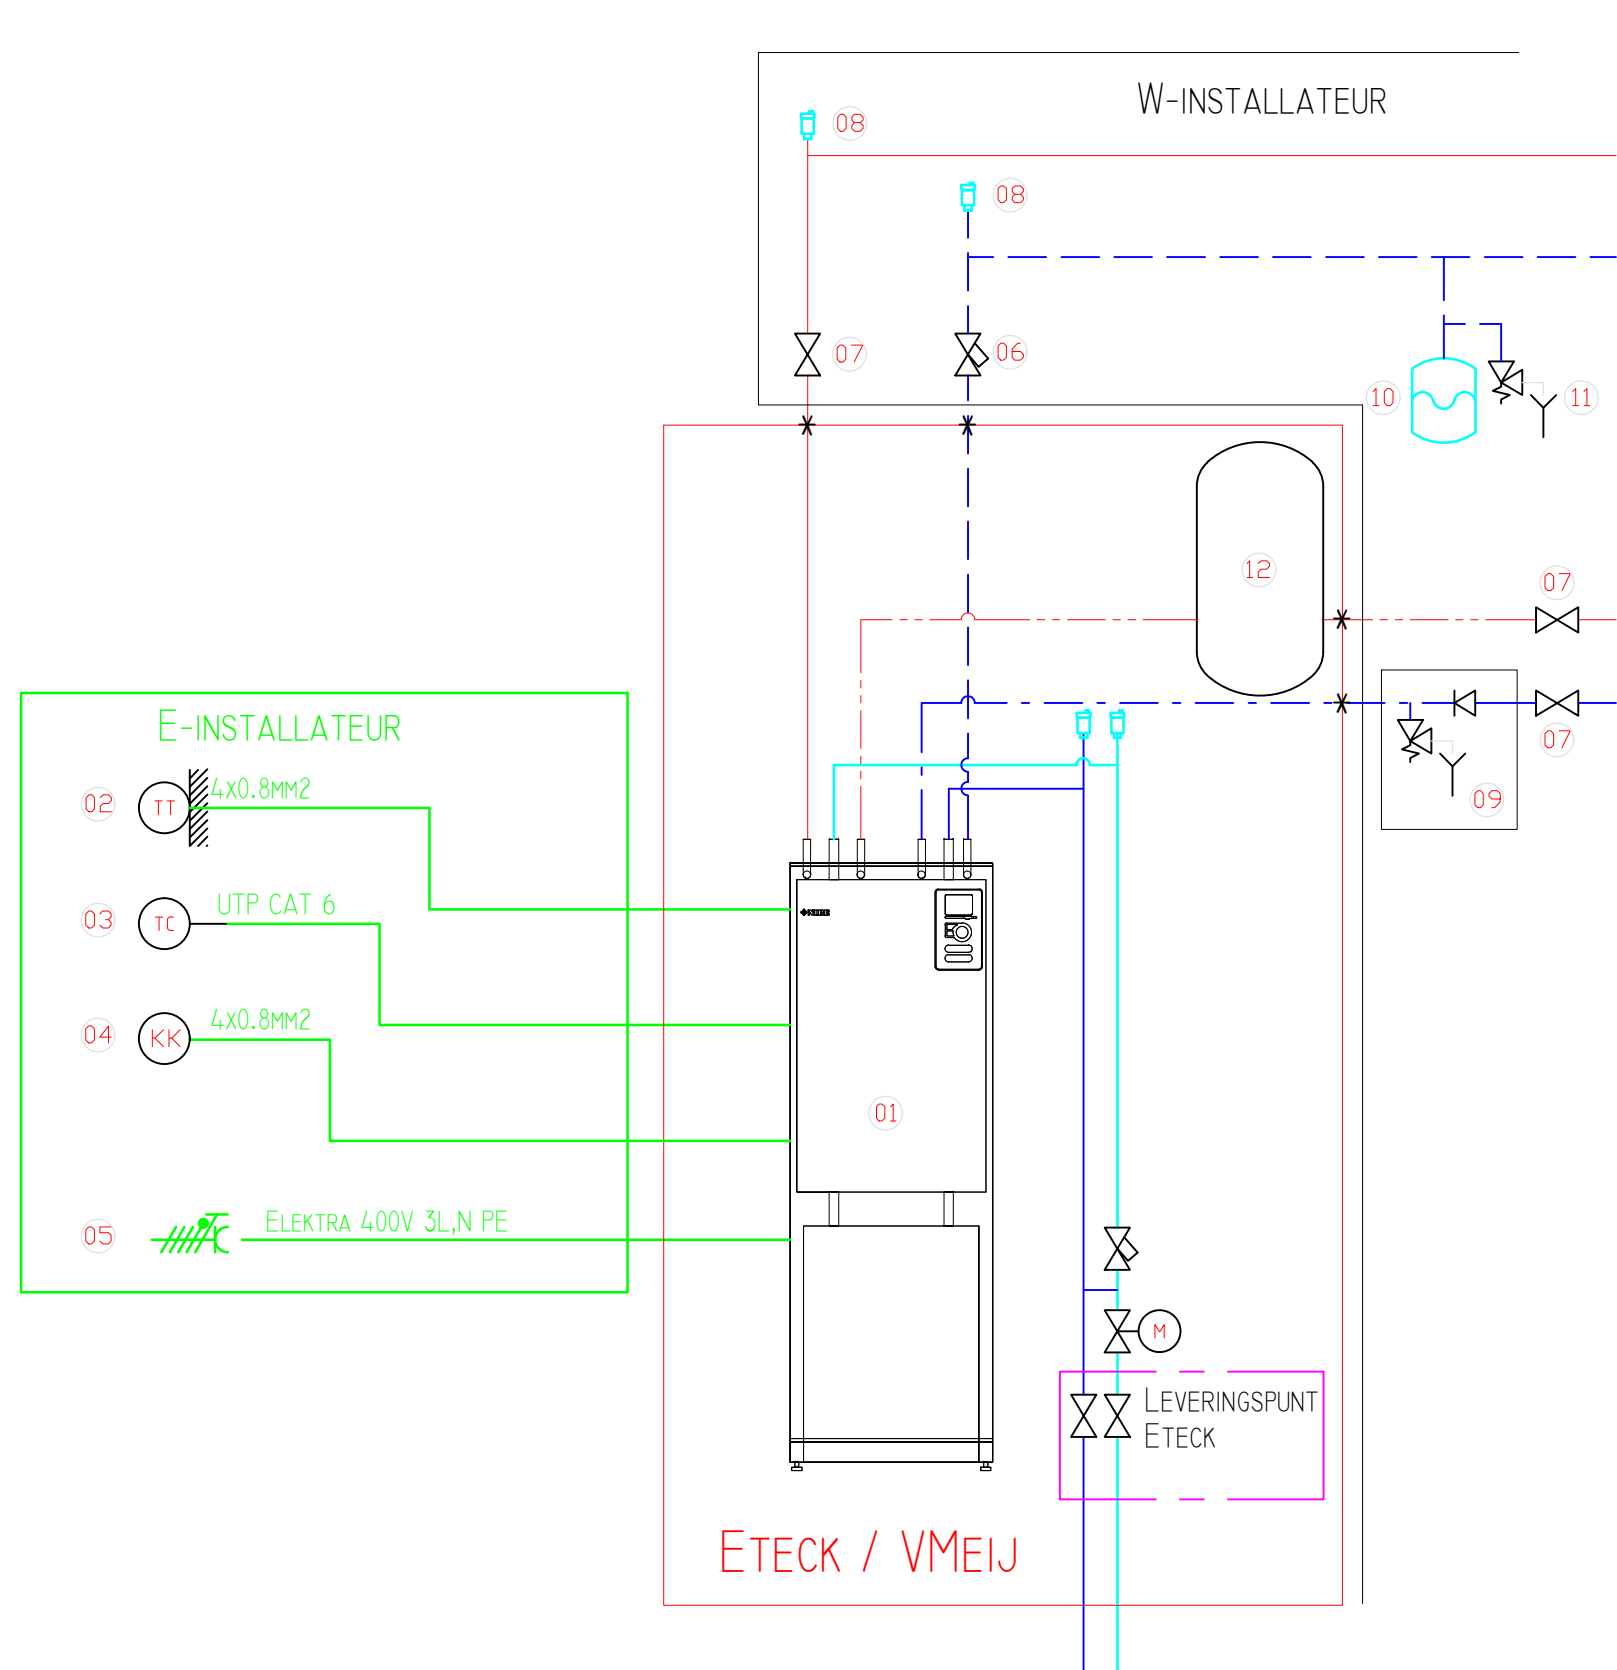 W-INSTALLATEUR
08
08
07
06
10
11
12
07
E-INSTALLATEUR
02
TT
4x0.8MM2
07
09
03
TC
UTP CAT 6
NIBE
04
KK
4x0.8MM2
01
05
ELEKTRA 400V 3L,N PE
M
LEVERINGSPUNT
ETECK
ETECK / VMEIJ